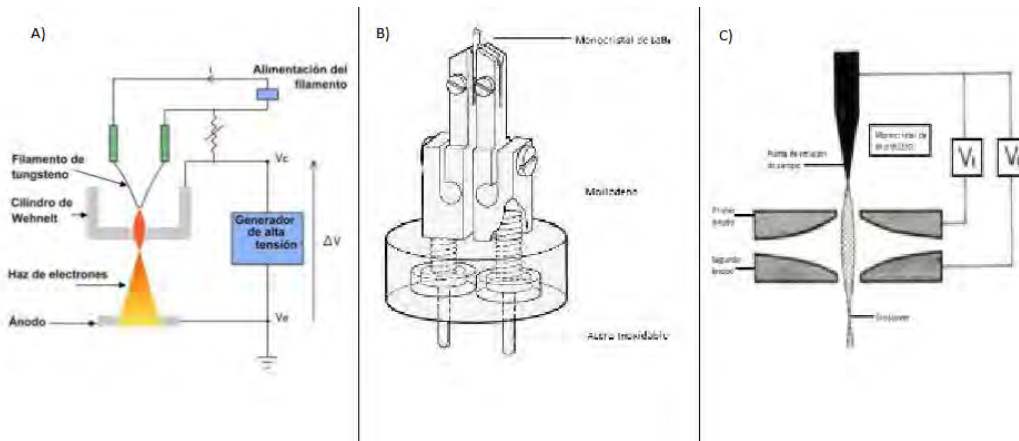 A)
Alimentación del
filamento
Filamento de
tungsteno
Cilindro de
Wehnelt
Haz de electrones
Ánodo
Vc
Generador
de alta
tensión
ΔV
Ve
B)
Monocristal de LaB₆
Molibdeno
Acero Inoxidable
C)
Punta de emisión
de campo
Monocristal de
Primer
ánodo
Segundo
ánodo
Crossover
V
V